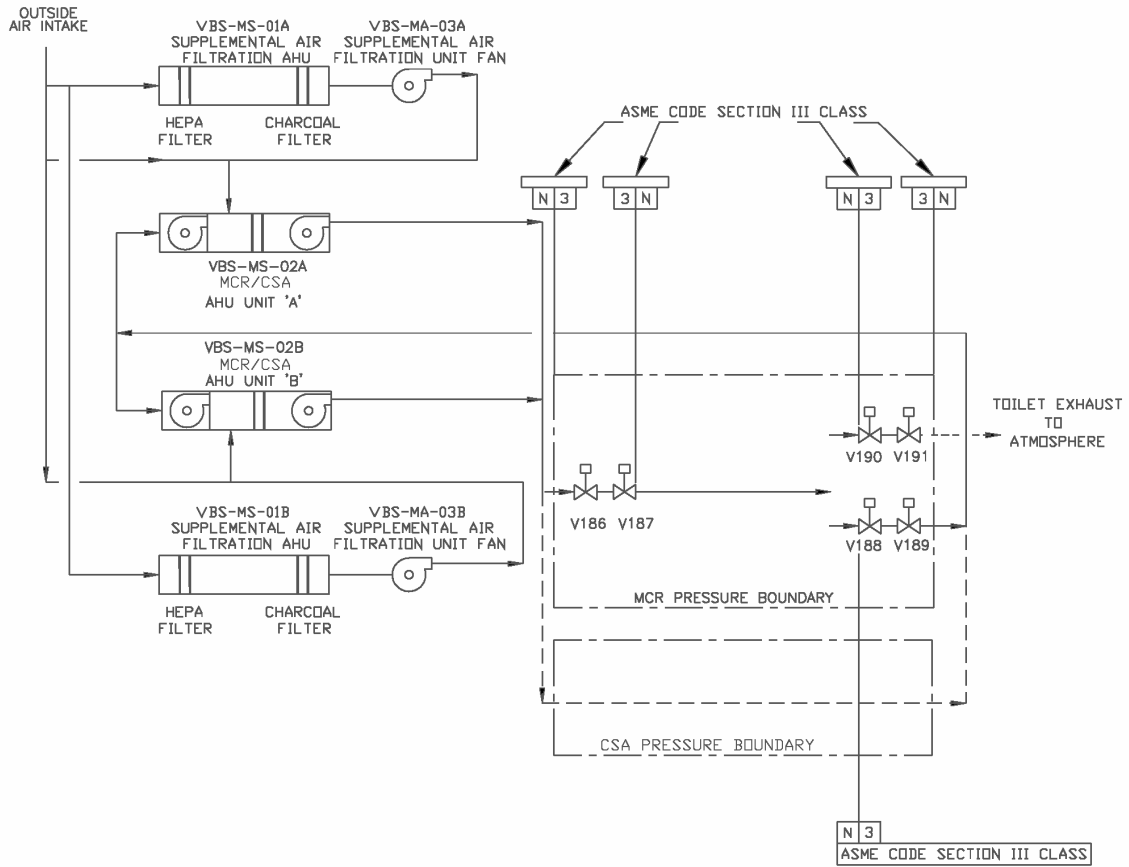 OUTSIDE
AIR INTAKE
VBS-MS-01A
SUPPLEMENTAL AIR
FILTRATION AHU
VBS-MA-03A
SUPPLEMENTAL AIR
FILTRATION UNIT FAN
HEPA
FILTER
CHARCOAL
FILTER
ASME CODE SECTION III CLASS
N 3
3 N
N 3
3 N
VBS-MS-02A
MCR/CSA
AHU UNIT 'A'
VBS-MS-02B
MCR/CSA
AHU UNIT 'B'
TOILET EXHAUST
TO
ATMOSPHERE
V190
V191
V186
V187
V188
V189
VBS-MS-01B
SUPPLEMENTAL AIR
FILTRATION AHU
VBS-MA-03B
SUPPLEMENTAL AIR
FILTRATION UNIT FAN
HEPA
FILTER
CHARCOAL
FILTER
MCR PRESSURE BOUNDARY
CSA PRESSURE BOUNDARY
N 3
ASME CODE SECTION III CLASS